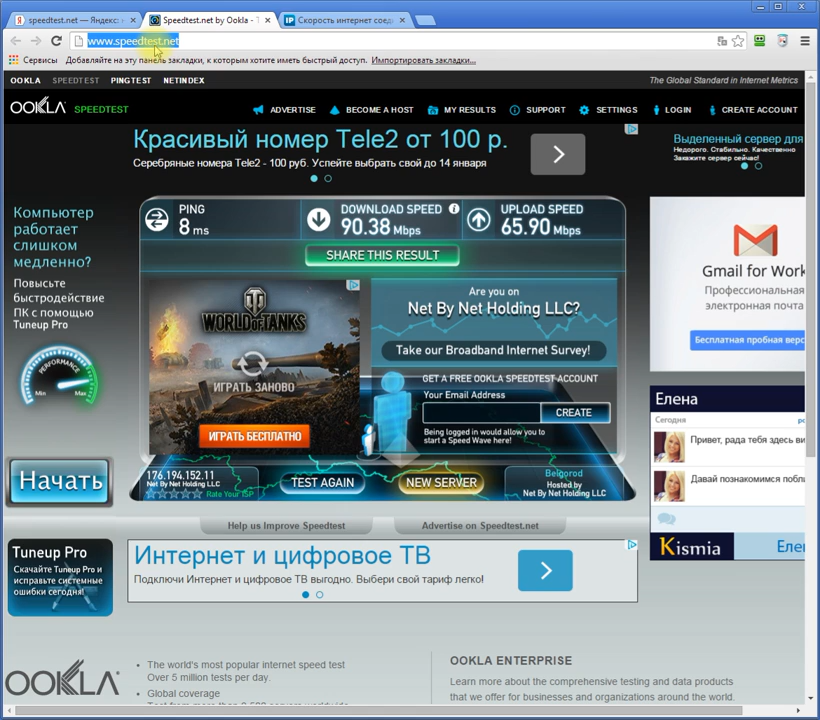 speedtest.net — Яндекс: н
Speedtest.net by Ookla - T
Скорость интернет соед
www.speedtest.net
Сервисы
Добавляйте на эту панель закладки, к которым хотите иметь быстрый доступ. Импортировать закладки...
OOKLA SPEEDTEST PINGTEST NETINDEX
The Global Standard in Internet Metrics
OOKLA SPEEDTEST
ADVERTISE BECOME A HOST MY RESULTS SUPPORT SETTINGS LOGIN CREATE ACCOUNT
Красивый номер Tele2 от 100 р.
Серебряные номера Tele2 - 100 руб. Успейте выбрать свой до 14 января
Выделенный сервер для
Недорого. Стабильно. Качественно
Закажите сервер сейчас!
Компьютер
работает
слишком
медленно?
Повысьте
быстродействие
ПК с помощью
Tuneup Pro
PERFORMANCE
Min Max
Начать
PING
8 ms
DOWNLOAD SPEED
90.38 Mbps
UPLOAD SPEED
65.90 Mbps
SHARE THIS RESULT
WORLD OF TANKS
ИГРАТЬ ЗАНОВО
ИГРАТЬ БЕСПЛАТНО
Are you on
Net By Net Holding LLC?
Take our Broadband Internet Survey!
GET A FREE OOKLA SPEEDTEST ACCOUNT
Your Email Address
CREATE
Being logged in would allow you to
start a Speed Wave here!
176.194.152.11
Net By Net Holding LLC
Rate Your ISP
TEST AGAIN
NEW SERVER
Belgorod
Hosted by
Net By Net Holding LLC
Gmail for Work
Профессиональная
электронная почта
Бесплатная пробная верс
Елена
Сегодня
Привет, рада тебя здесь ви
Давай познакомимся побл
Kismia
Еле
Help us Improve Speedtest
Advertise on Speedtest.net
Tuneup Pro
Скачайте Tuneup Pro и
исправьте системные
ошибки сегодня!
Интернет и цифровое ТВ
Подключи Интернет и цифровое ТВ выгодно. Выбери свой тариф легко!
OOKLA
The world's most popular internet speed test
Over 5 million tests per day.
Global coverage
OOKLA ENTERPRISE
Learn more about the comprehensive testing and data products
that we offer for businesses and organizations around the world.